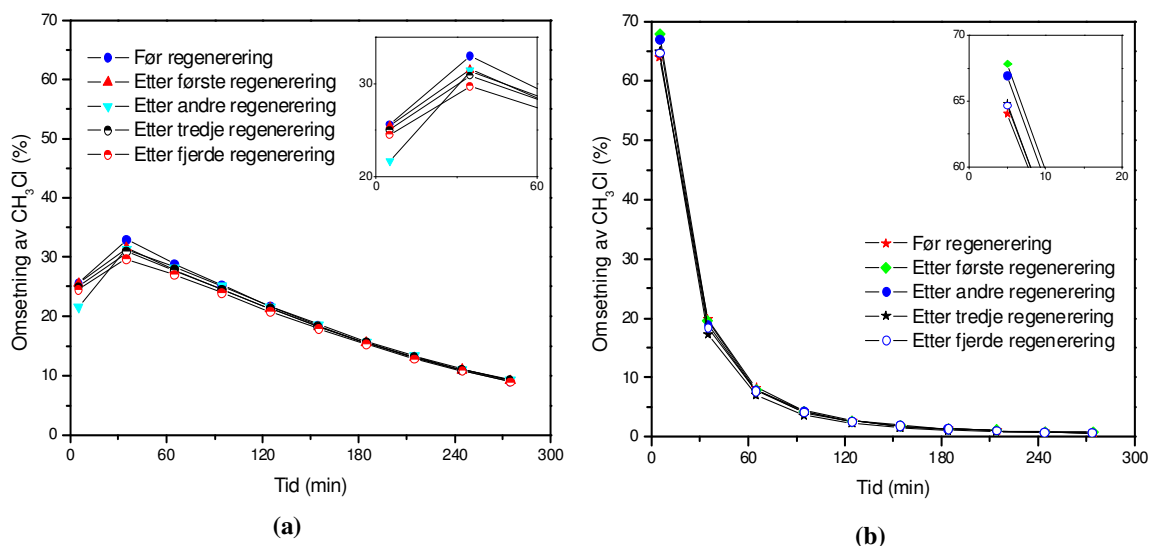 70
60
50
40
30
20
10
0
Omsetning av CH₃Cl (%)
Før regenerering
Etter første regenerering
Etter andre regenerering
Etter tredje regenerering
Etter fjerde regenerering
30
20
0
60
0
60
120
180
240
300
Tid (min)
(a)
70
60
50
40
30
20
10
0
Omsetning av CH₃Cl (%)
70
65
60
0
10
20
Før regenerering
Etter første regenerering
Etter andre regenerering
Etter tredje regenerering
Etter fjerde regenerering
0
60
120
180
240
300
Tid (min)
(b)